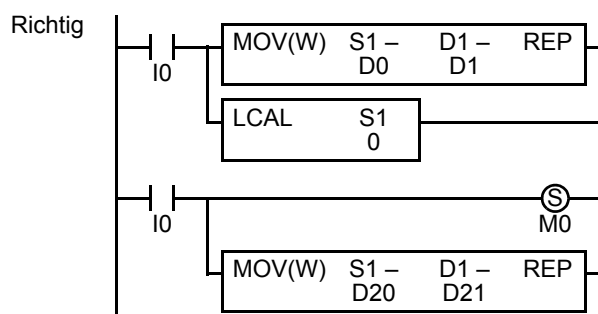 Richtig
MOV(W) S1 – D1 – REP
D0 D1
I0
LCAL S1
0
I0
S
M0
MOV(W) S1 – D1 – REP
D20 D21